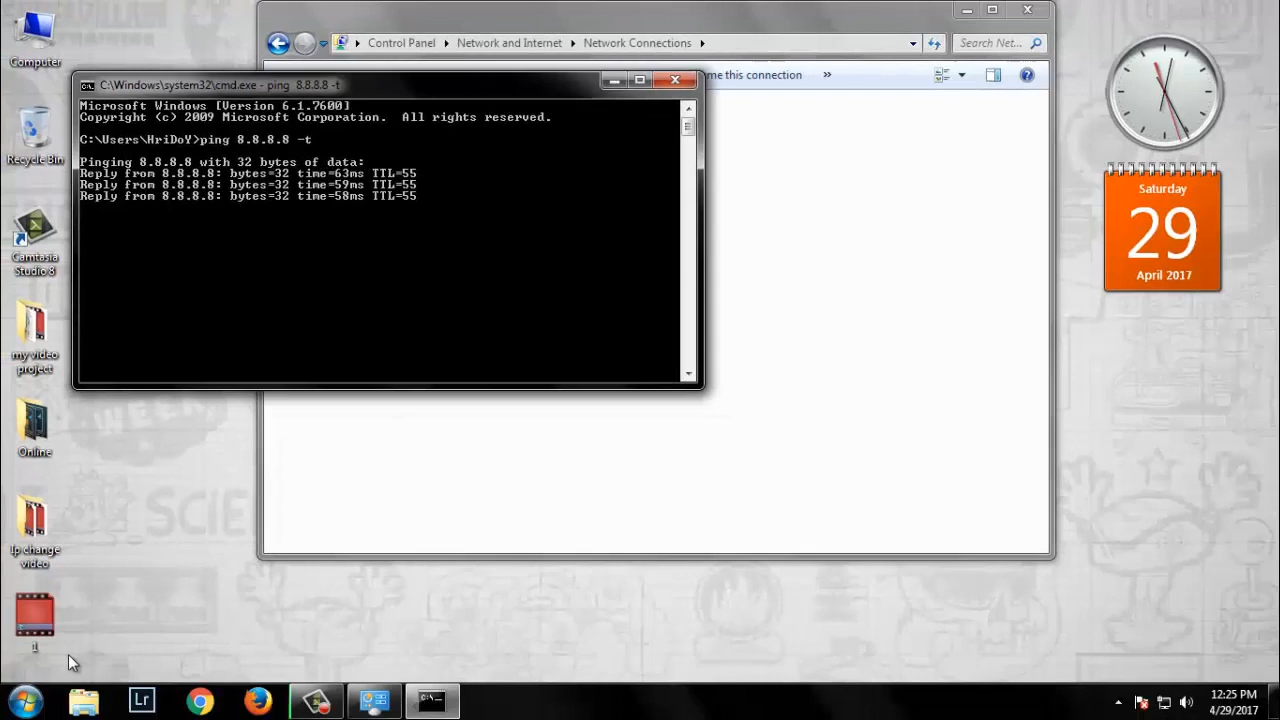 Control Panel
Network and Internet
Network Connections
Search Net...
me this connection
»
C:\Windows\system32\cmd.exe - ping  8.8.8.8 -t
Microsoft Windows [Version 6.1.7600]
Copyright (c) 2009 Microsoft Corporation.  All rights reserved.
C:\Users\HriDoY>ping 8.8.8.8 -t
Pinging 8.8.8.8 with 32 bytes of data:
Reply from 8.8.8.8: bytes=32 time=63ms TTL=55
Reply from 8.8.8.8: bytes=32 time=59ms TTL=55
Reply from 8.8.8.8: bytes=32 time=58ms TTL=55
Computer
Recycle Bin
Camtasia
Studio 8
my video
project
Online
Ip change
video
1
Saturday
29
April 2017
WEEK
SCIE
Lr
12:25 PM
4/29/2017